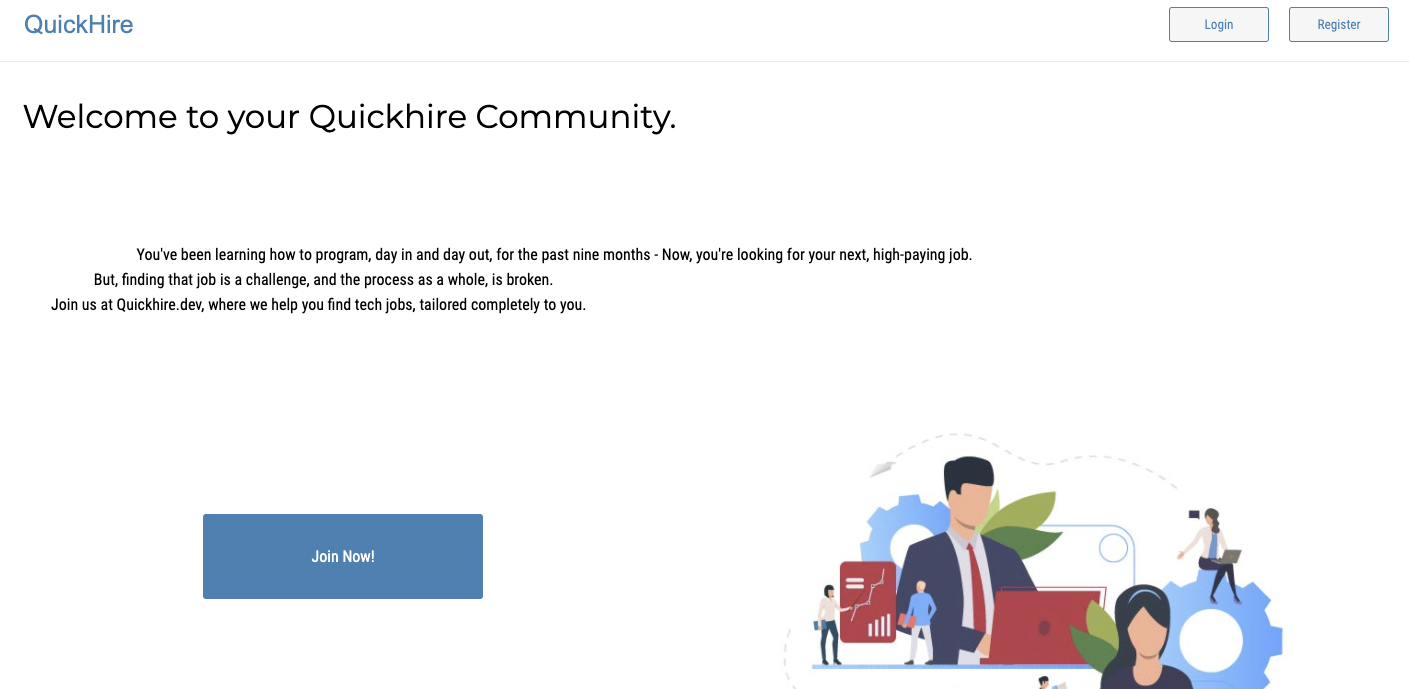 QuickHire
Login
Register
Welcome to your Quickhire Community.
You've been learning how to program, day in and day out, for the past nine months - Now, you're looking for your next, high-paying job.
But, finding that job is a challenge, and the process as a whole, is broken.
Join us at Quickhire.dev, where we help you find tech jobs, tailored completely to you.
Join Now!